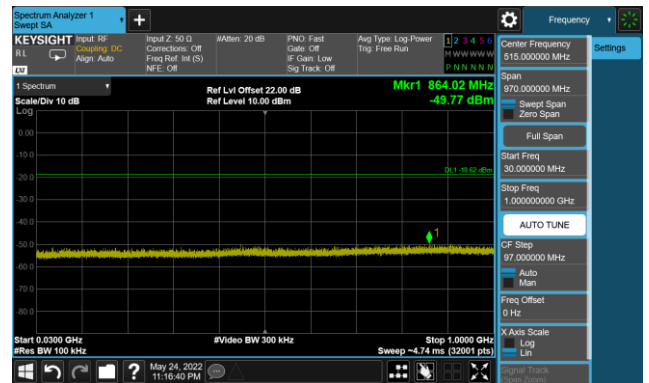 Spectrum Analyzer 1
Swept SA
Frequency
KEYSIGHT
RL
LXI
Input: RF
Coupling: DC
Align: Auto
Input Z: 50 Ω
Corrections: Off
Freq Ref: Int (S)
NFE: Off
#Atten: 20 dB
PNO: Fast
Gate: Off
IF Gain: Low
Sig Track: Off
Avg Type: Log-Power
Trig: Free Run
1 2 3 4 5 6
M W W W W W
P N N N N N
1 Spectrum
Scale/Div 10 dB
Log
Ref Lvl Offset 22.00 dB
Ref Level 10.00 dBm
Mkr1 864.02 MHz
-49.77 dBm
0.00
-10.0
-20.0
-30.0
-40.0
-50.0
-60.0
-70.0
-80.0
DL1 -18.62 dBm
1
Start 0.0300 GHz
#Res BW 100 kHz
#Video BW 300 kHz
Stop 1.0000 GHz
Sweep ~4.74 ms (32001 pts)
?
May 24, 2022
11:16:40 PM
Center Frequency
515.000000 MHz
Span
970.000000 MHz
Swept Span
Zero Span
Full Span
Start Freq
30.000000 MHz
Stop Freq
1.000000000 GHz
AUTO TUNE
CF Step
97.000000 MHz
Auto
Man
Freq Offset
0 Hz
X Axis Scale
Log
Lin
Signal Track
(Span Zoom)
Settings